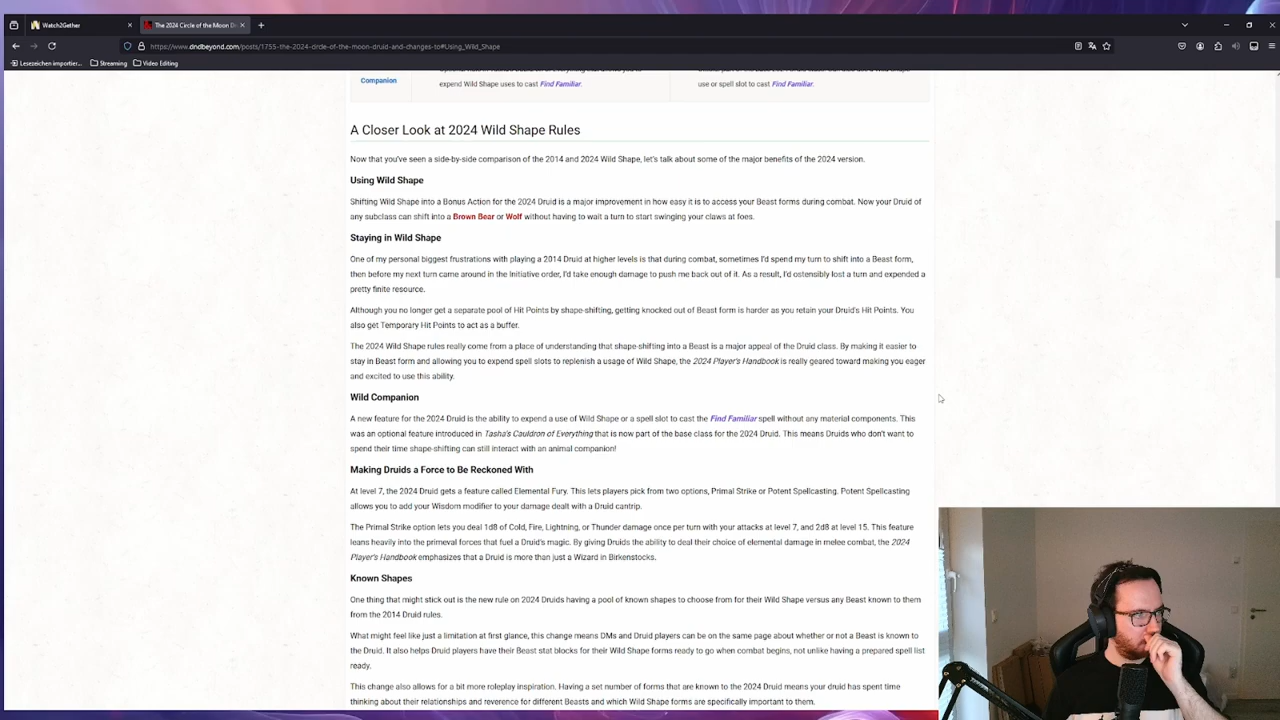 Watch2Gether
The 2024 Circle of the Moon D
https://www.dndbeyond.com/posts/1755-the-2024-circle-of-the-moon-druid-and-changes-to#Using_Wild_Shape
Lesezeichen importier... Streaming Video Editing
Companion
expend Wild Shape uses to cast Find Familiar.
use or spell slot to cast Find Familiar.
A Closer Look at 2024 Wild Shape Rules
Now that you've seen a side-by-side comparison of the 2014 and 2024 Wild Shape, let's talk about some of the major benefits of the 2024 version.
Using Wild Shape
Shifting Wild Shape into a Bonus Action for the 2024 Druid is a major improvement in how easy it is to access your Beast forms during combat. Now your Druid of
any subclass can shift into a Brown Bear or Wolf without having to wait a turn to start swinging your claws at foes.
Staying in Wild Shape
One of my personal biggest frustrations with playing a 2014 Druid at higher levels is that during combat, sometimes I'd spend my turn to shift into a Beast form,
then before my next turn came around in the Initiative order, I'd take enough damage to push me back out of it. As a result, I'd ostensibly lost a turn and expended a
pretty finite resource.
Although you no longer get a separate pool of Hit Points by shape-shifting, getting knocked out of Beast form is harder as you retain your Druid's Hit Points. You
also get Temporary Hit Points to act as a buffer.
The 2024 Wild Shape rules really come from a place of understanding that shape-shifting into a Beast is a major appeal of the Druid class. By making it easier to
stay in Beast form and allowing you to expend spell slots to replenish a usage of Wild Shape, the 2024 Player's Handbook is really geared toward making you eager
and excited to use this ability.
Wild Companion
A new feature for the 2024 Druid is the ability to expend a use of Wild Shape or a spell slot to cast the Find Familiar spell without any material components. This
was an optional feature introduced in Tasha's Cauldron of Everything that is now part of the base class for the 2024 Druid. This means Druids who don't want to
spend their time shape-shifting can still interact with an animal companion!
Making Druids a Force to Be Reckoned With
At level 7, the 2024 Druid gets a feature called Elemental Fury. This lets players pick from two options, Primal Strike or Potent Spellcasting. Potent Spellcasting
allows you to add your Wisdom modifier to your damage dealt with a Druid cantrip.
The Primal Strike option lets you deal 1d8 of Cold, Fire, Lightning, or Thunder damage once per turn with your attacks at level 7, and 2d8 at level 15. This feature
leans heavily into the primeval forces that fuel a Druid's magic. By giving Druids the ability to deal their choice of elemental damage in melee combat, the 2024
Player's Handbook emphasizes that a Druid is more than just a Wizard in Birkenstocks.
Known Shapes
One thing that might stick out is the new rule on 2024 Druids having a pool of known shapes to choose from for their Wild Shape versus any Beast known to them
from the 2014 Druid rules.
What might feel like just a limitation at first glance, this change means DMs and Druid players can be on the same page about whether or not a Beast is known to
the Druid. It also helps Druid players have their Beast stat blocks for their Wild Shape forms ready to go when combat begins, not unlike having a prepared spell list
ready.
This change also allows for a bit more roleplay inspiration. Having a set number of forms that are known to the 2024 Druid means your druid has spent time
thinking about their relationships and reverence for different Beasts and which Wild Shape forms are specifically important to them.